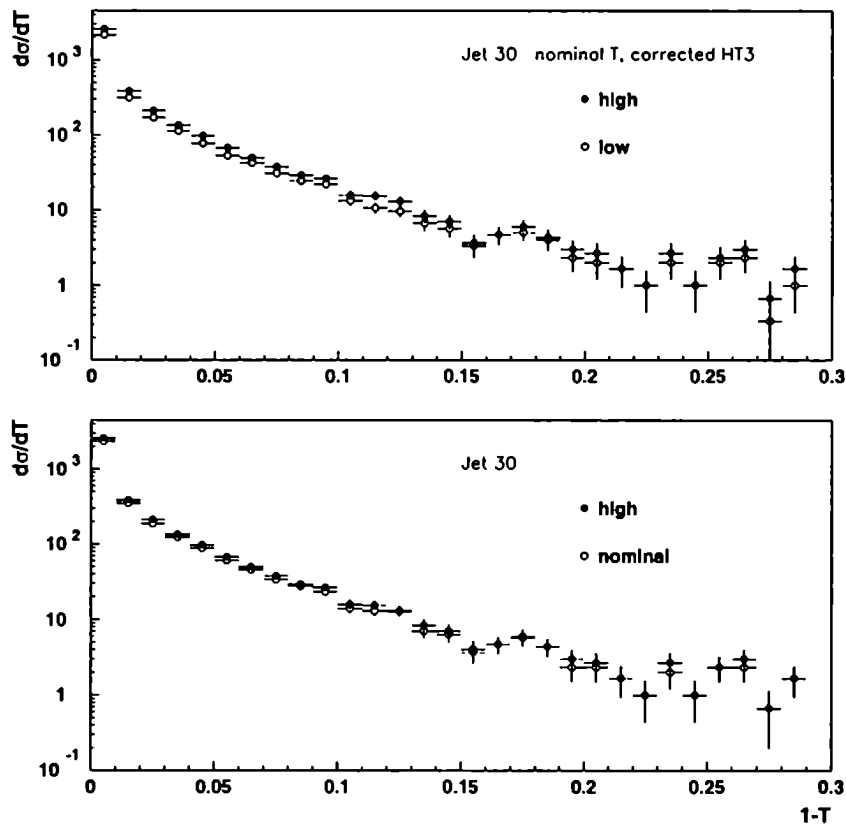 dσ/dT
10³
10²
10
1
10⁻¹
Jet 30 nominal T, corrected HT3
high
low
0 0.05 0.1 0.15 0.2 0.25 0.3
dσ/dT
10³
10²
10
1
10⁻¹
Jet 30
high
nominal
0 0.05 0.1 0.15 0.2 0.25 0.3
1-T